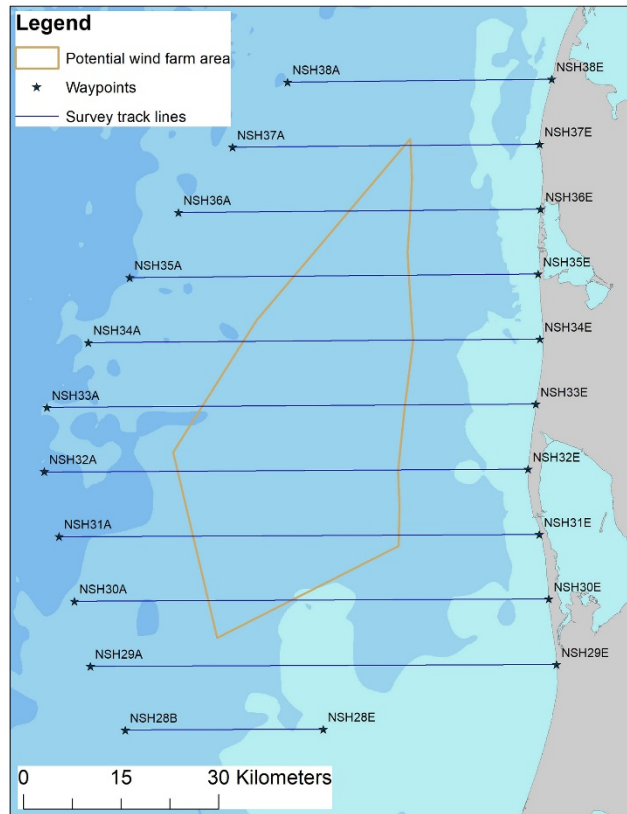 Legend
Potential wind farm area
Waypoints
Survey track lines
NSH38A
NSH38E
NSH37A
NSH37E
NSH36A
NSH36E
NSH35A
NSH35E
NSH34A
NSH34E
NSH33A
NSH33E
NSH32A
NSH32E
NSH31A
NSH31E
NSH30A
NSH30E
NSH29A
NSH29E
NSH28B
NSH28E
0 15 30 Kilometers